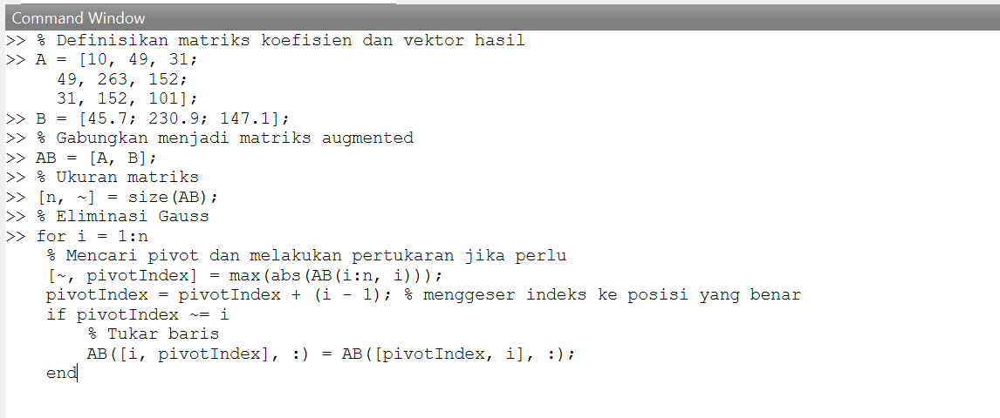 Command Window
>> % Definisikan matriks koefisien dan vektor hasil
>> A = [10, 49, 31;
     49, 263, 152;
     31, 152, 101];
>> B = [45.7; 230.9; 147.1];
>> % Gabungkan menjadi matriks augmented
>> AB = [A, B];
>> % Ukuran matriks
>> [n, ~] = size(AB);
>> % Eliminasi Gauss
>> for i = 1:n
    % Mencari pivot dan melakukan pertukaran jika perlu
    [~, pivotIndex] = max(abs(AB(i:n, i)));
    pivotIndex = pivotIndex + (i - 1); % menggeser indeks ke posisi yang benar
    if pivotIndex ~= i
        % Tukar baris
        AB([i, pivotIndex], :) = AB([pivotIndex, i], :);
    end